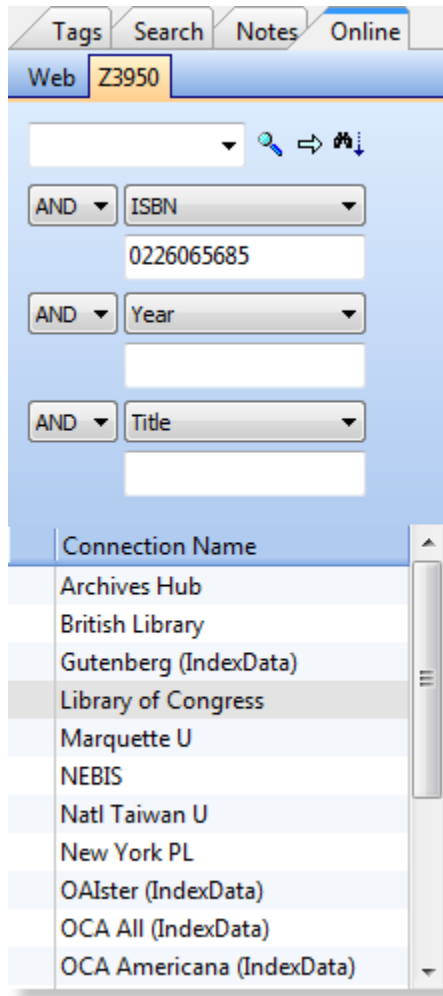 Tags Search Notes Online
Web Z3950
AND ISBN
0226065685
AND Year
AND Title
Connection Name
Archives Hub
British Library
Gutenberg (IndexData)
Library of Congress
Marquette U
NEBIS
Natl Taiwan U
New York PL
OAIster (IndexData)
OCA All (IndexData)
OCA Americana (IndexData)